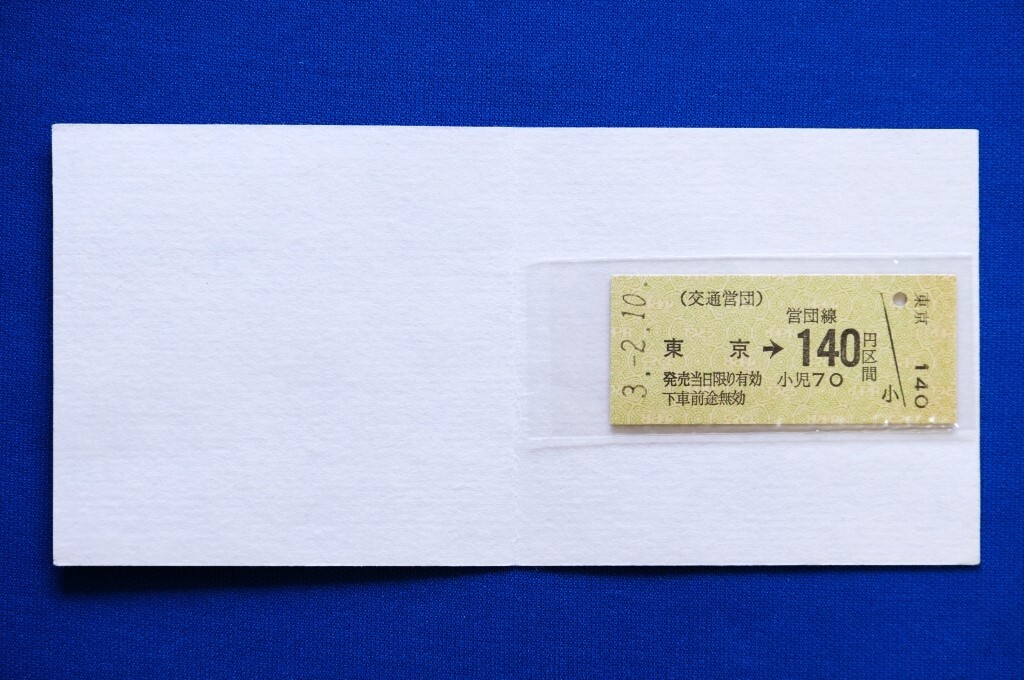 3.-2.10.
(交通営団)
営団線
東 京 → 140円区間
発売当日限り有効 小児70
下車前途無効
小
東京 140